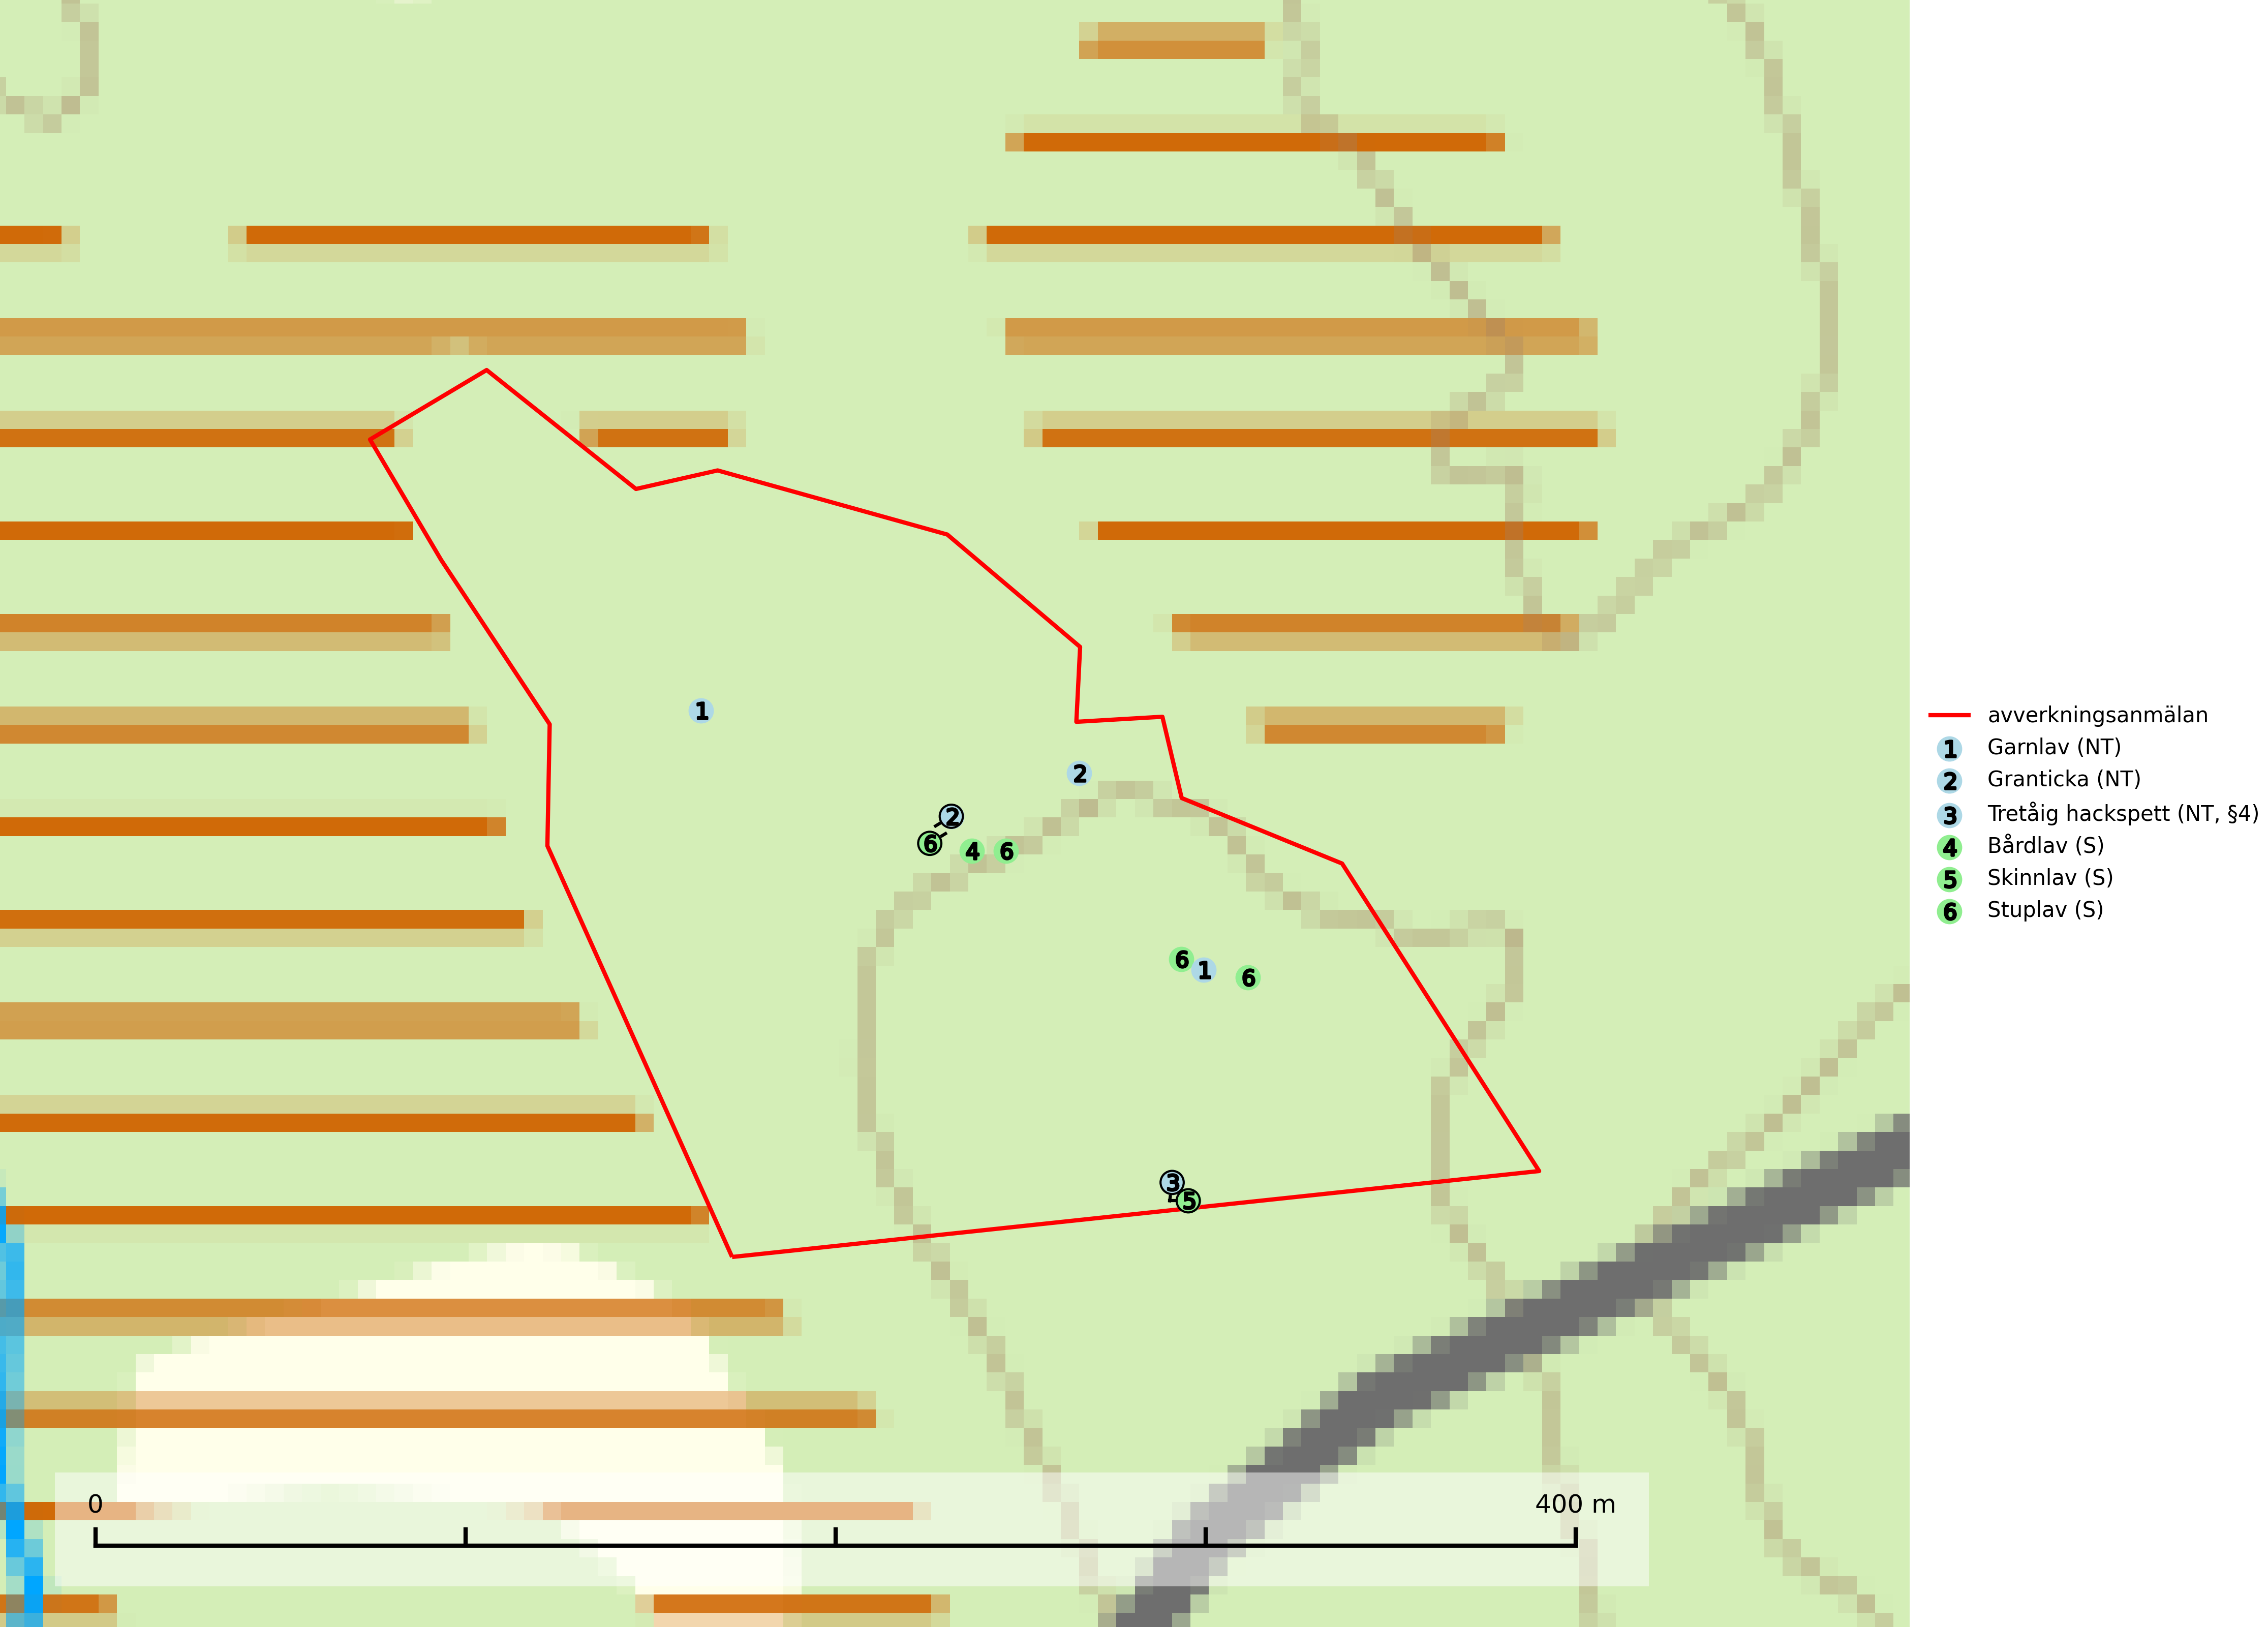 1
2
2
6
4
6
6
1
6
3
5
0
400 m
avverkningsanmälan
1 Garnlav (NT)
2 Granticka (NT)
3 Tretåig hackspett (NT, §4)
4 Bårdlav (S)
5 Skinnlav (S)
6 Stuplav (S)